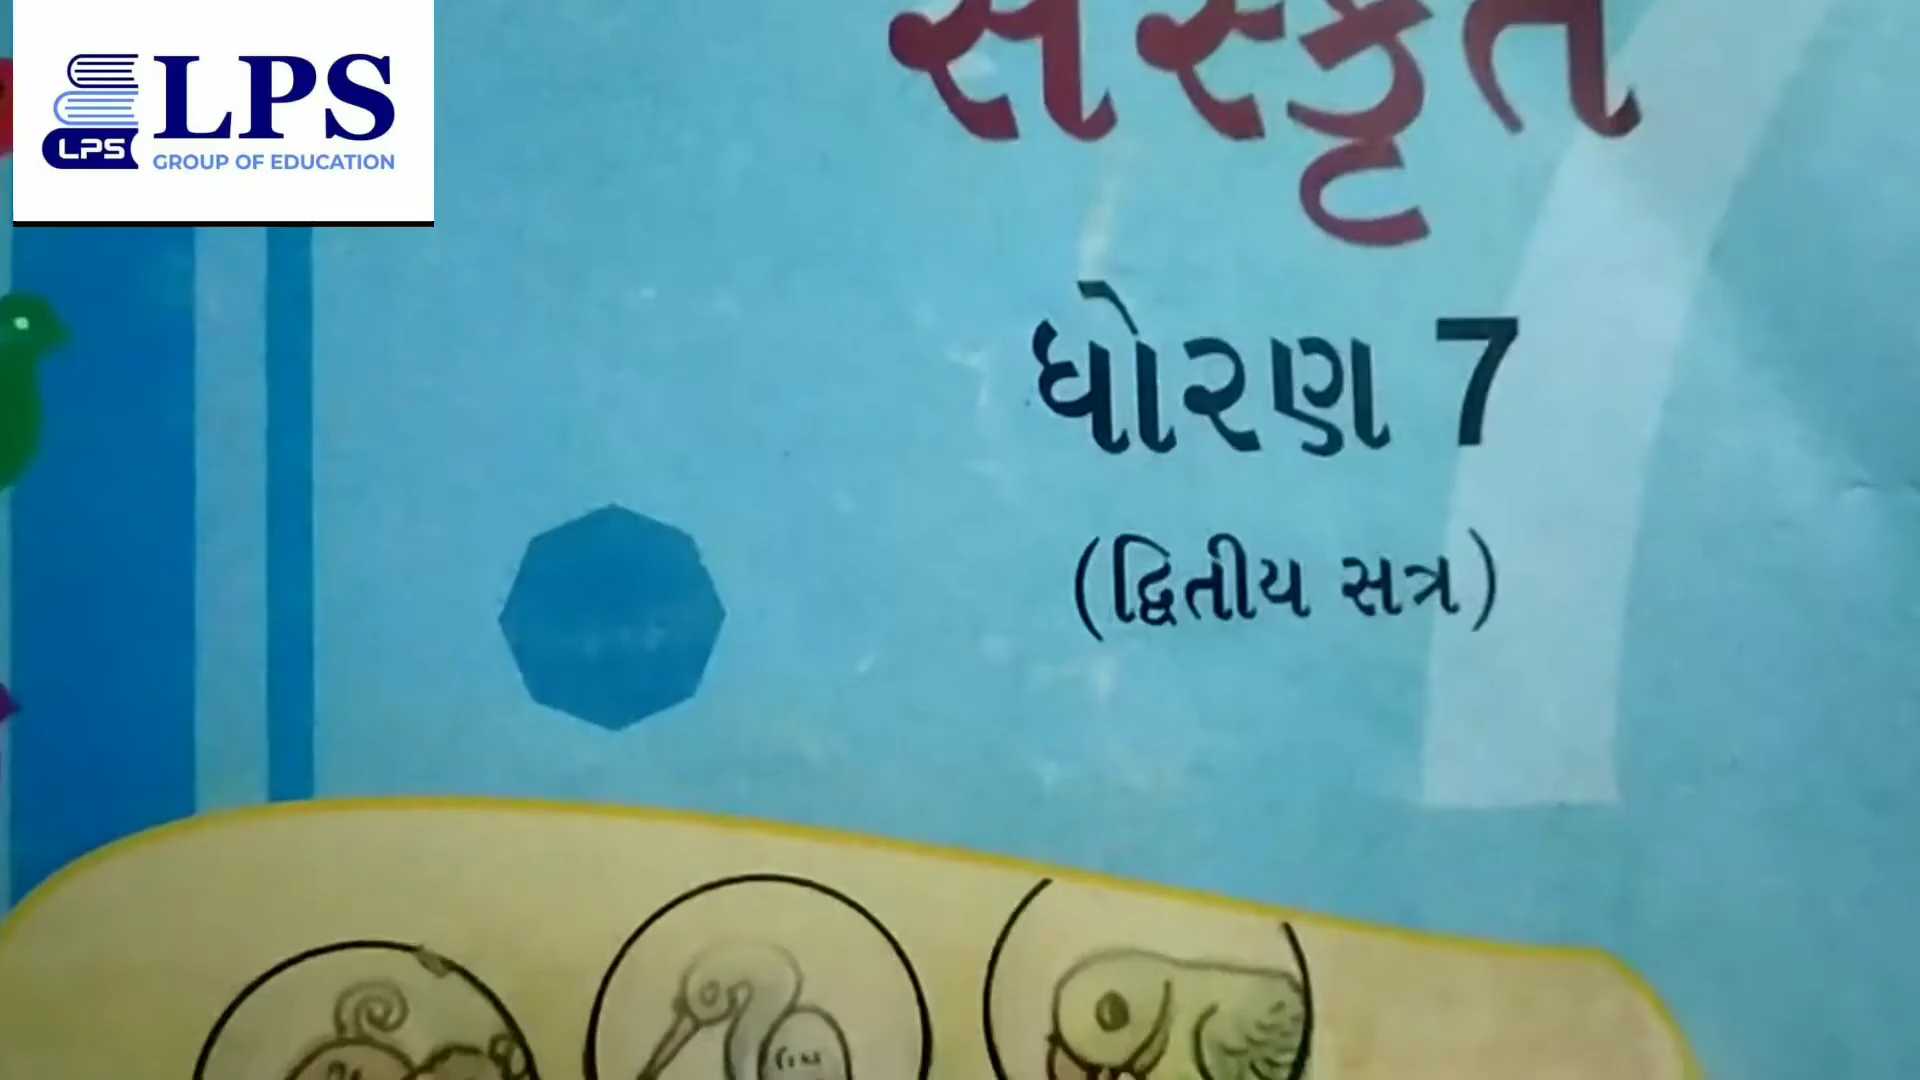 LPS
LPS
GROUP OF EDUCATION
સંસ્કૃત
ધોરણ 7
(દ્વિતીય સત્ર)